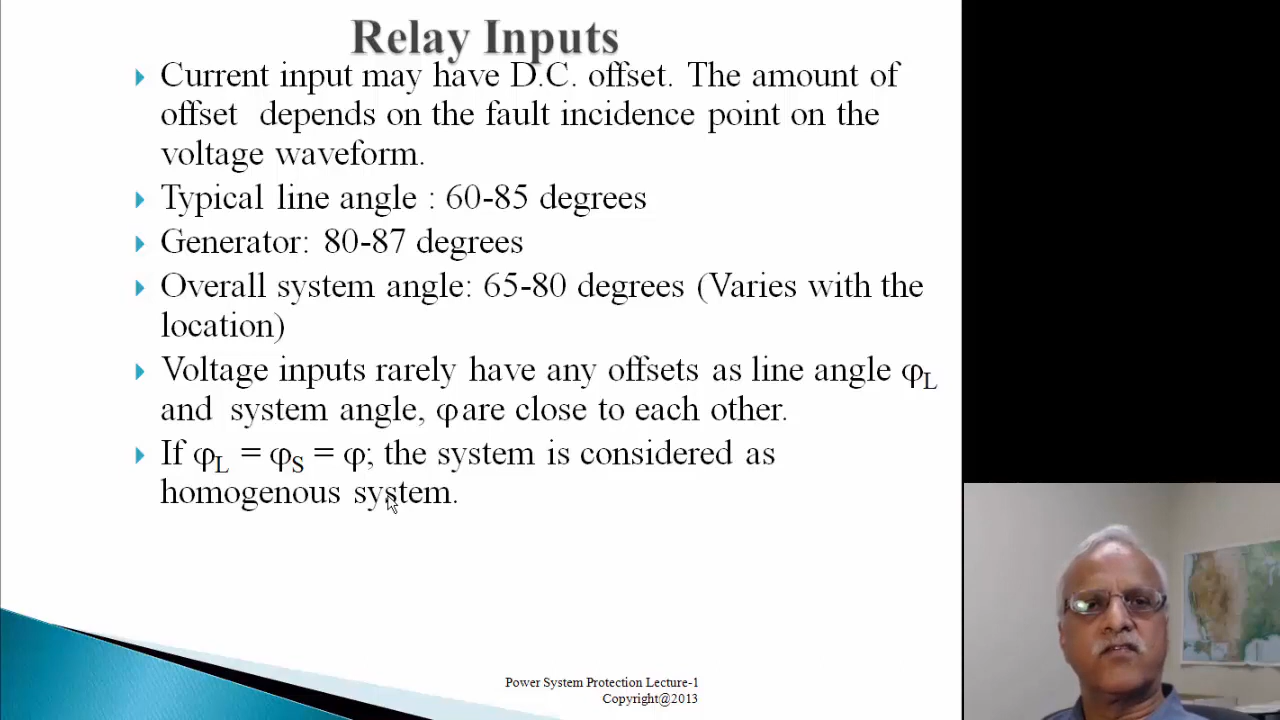 Relay Inputs
Current input may have D.C. offset. The amount of
offset depends on the fault incidence point on the
voltage waveform.
Typical line angle : 60-85 degrees
Generator: 80-87 degrees
Overall system angle: 65-80 degrees (Varies with the
location)
Voltage inputs rarely have any offsets as line angle φL
and system angle, φ are close to each other.
If φL = φS = φ; the system is considered as
homogenous system.
Power System Protection Lecture-1
Copyright@2013